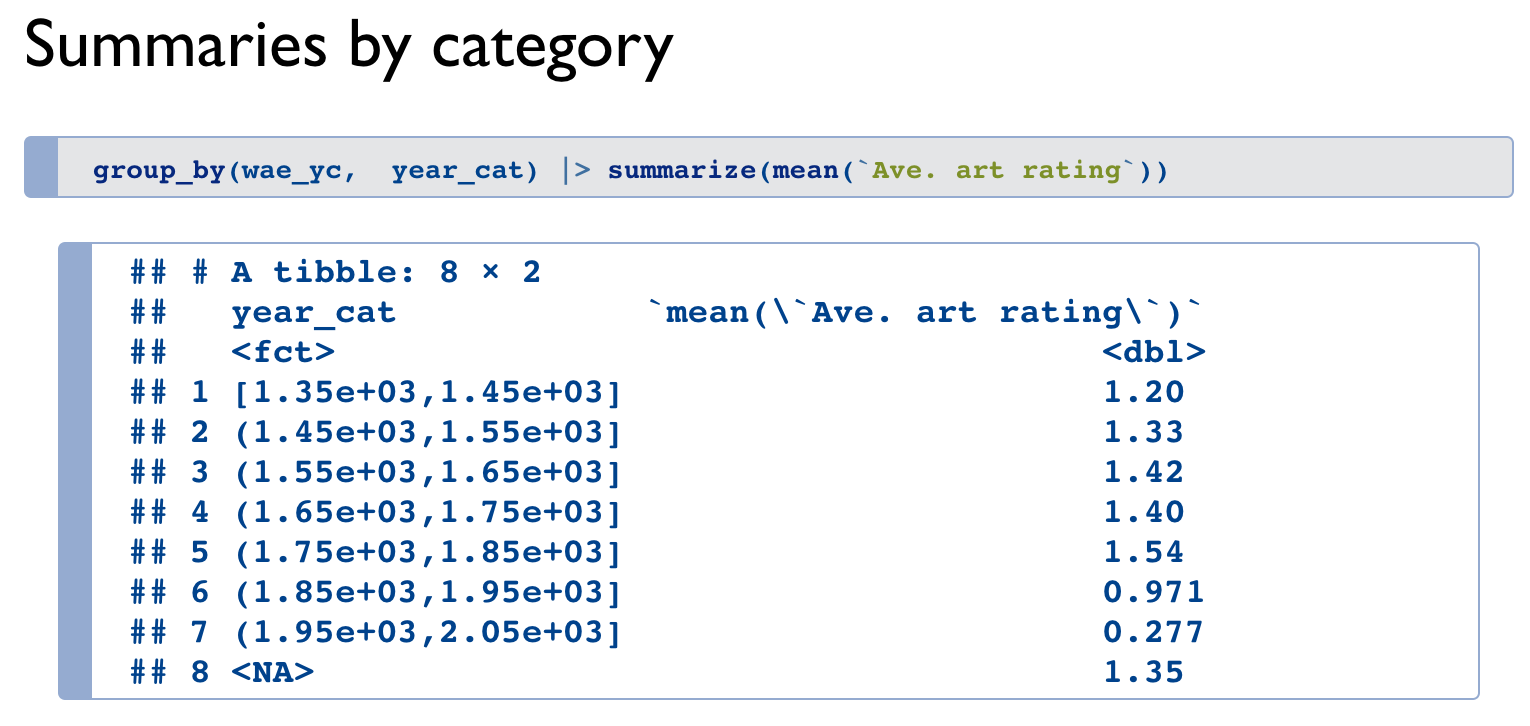 Summaries by category
group_by(wae_yc,  year_cat) |> summarize(mean(`Ave. art rating`))
## # A tibble: 8 × 2
##   year_cat            `mean(\`Ave. art rating\`)`
##   <fct>                                     <dbl>
## 1 [1.35e+03,1.45e+03]                       1.20
## 2 (1.45e+03,1.55e+03]                       1.33
## 3 (1.55e+03,1.65e+03]                       1.42
## 4 (1.65e+03,1.75e+03]                       1.40
## 5 (1.75e+03,1.85e+03]                       1.54
## 6 (1.85e+03,1.95e+03]                       0.971
## 7 (1.95e+03,2.05e+03]                       0.277
## 8 <NA>                                      1.35